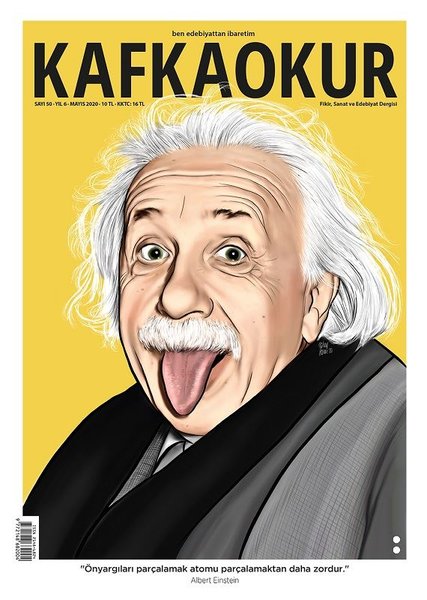 ben edebiyattan ibaretim
KAFKAOKUR
SAYI 50 • YIL 6 • MAYIS 2020 • 10 TL • KKTC: 16 TL
Fikir, Sanat ve Edebiyat Dergisi
"Önyargıları parçalamak atomu parçalamaktan daha zordur."
Albert Einstein